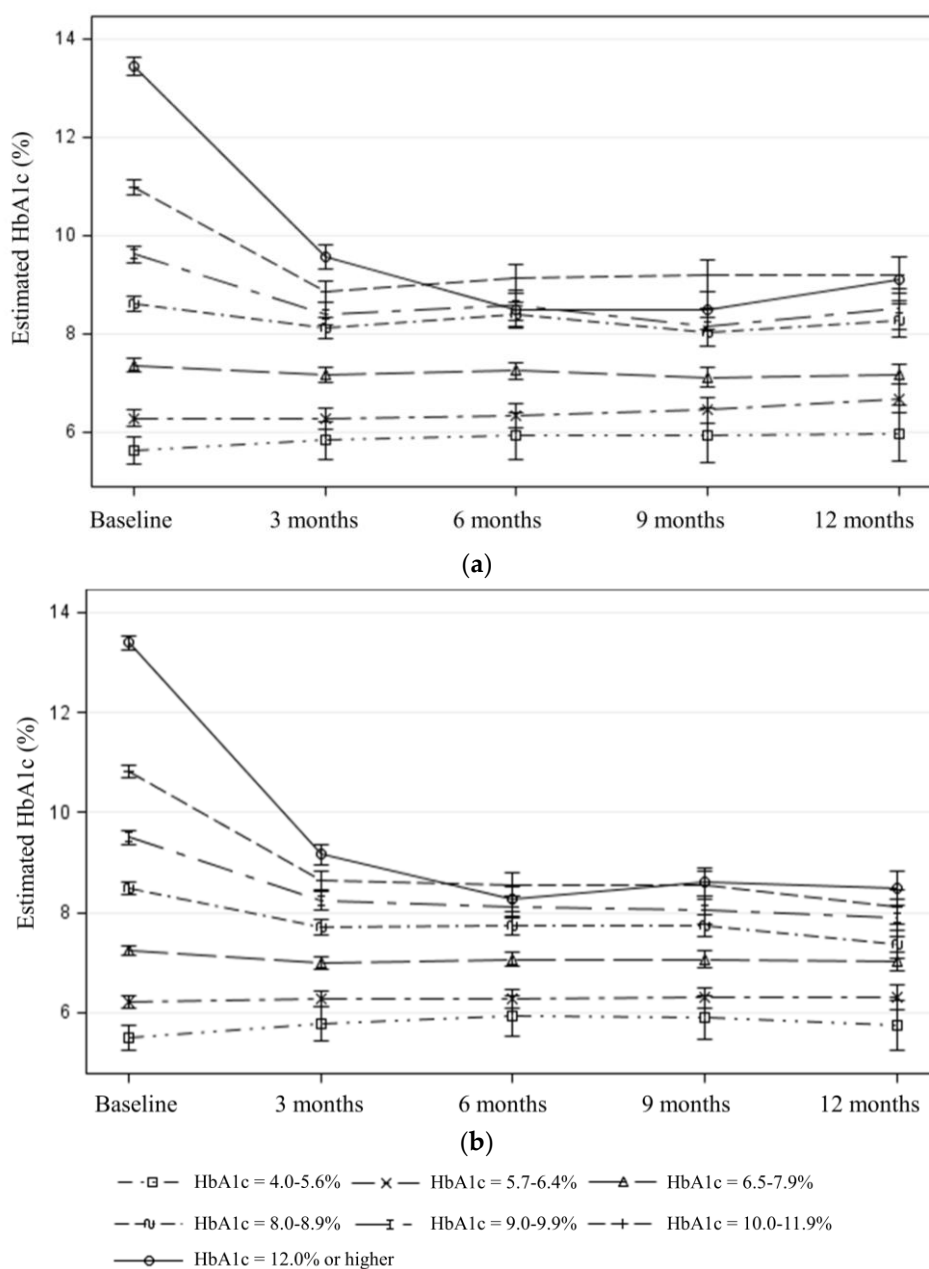 14
12
10
8
6
Estimated HbA1c (%)
Baseline 3 months 6 months 9 months 12 months
(a)
14
12
10
8
6
Estimated HbA1c (%)
Baseline 3 months 6 months 9 months 12 months
(b)
HbA1c = 4.0-5.6% HbA1c = 5.7-6.4% HbA1c = 6.5-7.9%
HbA1c = 8.0-8.9% HbA1c = 9.0-9.9% HbA1c = 10.0-11.9%
HbA1c = 12.0% or higher